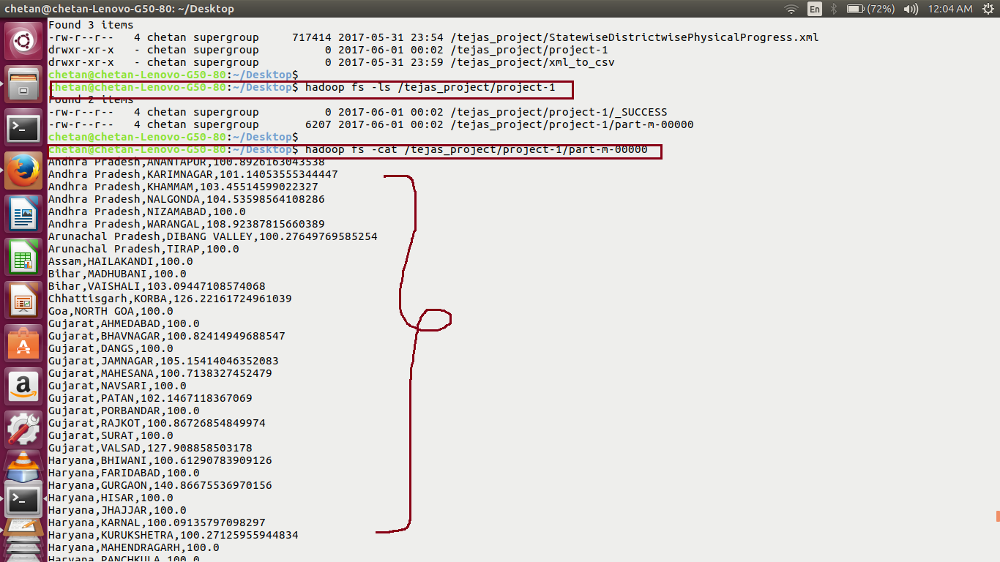 chetan@chetan-Lenovo-G50-80: ~/Desktop
En
(72%)
12:04 AM
Found 3 items
-rw-r--r--   4 chetan supergroup     717414 2017-05-31 23:54 /tejas_project/StatewiseDistrictwisePhysicalProgress.xml
drwxr-xr-x   - chetan supergroup          0 2017-06-01 00:02 /tejas_project/project-1
drwxr-xr-x   - chetan supergroup          0 2017-05-31 23:59 /tejas_project/xml_to_csv
chetan@chetan-Lenovo-G50-80:~/Desktop$
chetan@chetan-Lenovo-G50-80:~/Desktop$ hadoop fs -ls /tejas_project/project-1
Found 2 items
-rw-r--r--   4 chetan supergroup          0 2017-06-01 00:02 /tejas_project/project-1/_SUCCESS
-rw-r--r--   4 chetan supergroup       6207 2017-06-01 00:02 /tejas_project/project-1/part-m-00000
chetan@chetan-Lenovo-G50-80:~/Desktop$
chetan@chetan-Lenovo-G50-80:~/Desktop$ hadoop fs -cat /tejas_project/project-1/part-m-00000
Andhra Pradesh,ANANTAPUR,100.8926163043538
Andhra Pradesh,KARIMNAGAR,101.14053555344447
Andhra Pradesh,KHAMMAM,103.45514599022327
Andhra Pradesh,NALGONDA,104.53598564108286
Andhra Pradesh,NIZAMABAD,100.0
Andhra Pradesh,WARANGAL,108.92387815660389
Arunachal Pradesh,DIBANG VALLEY,100.27649769585254
Arunachal Pradesh,TIRAP,100.0
Assam,HAILAKANDI,100.0
Bihar,MADHUBANI,100.0
Bihar,VAISHALI,103.09447108574068
Chhattisgarh,KORBA,126.22161724961039
Goa,NORTH GOA,100.0
Gujarat,AHMEDABAD,100.0
Gujarat,BHAVNAGAR,100.82414949688547
Gujarat,DANGS,100.0
Gujarat,JAMNAGAR,105.15414046352083
Gujarat,MAHESANA,100.7138327452479
Gujarat,NAVSARI,100.0
Gujarat,PATAN,102.1467118367069
Gujarat,PORBANDAR,100.0
Gujarat,RAJKOT,100.86726854849974
Gujarat,SURAT,100.0
Gujarat,VALSAD,127.908858503178
Haryana,BHIWANI,100.61290783909126
Haryana,FARIDABAD,100.0
Haryana,GURGAON,140.86675536970156
Haryana,HISAR,100.0
Haryana,JHAJJAR,100.0
Haryana,KARNAL,100.09135797098297
Haryana,KURUKSHETRA,100.27125955944834
Haryana,MAHENDRAGARH,100.0
Haryana,PANCHKULA,100.0